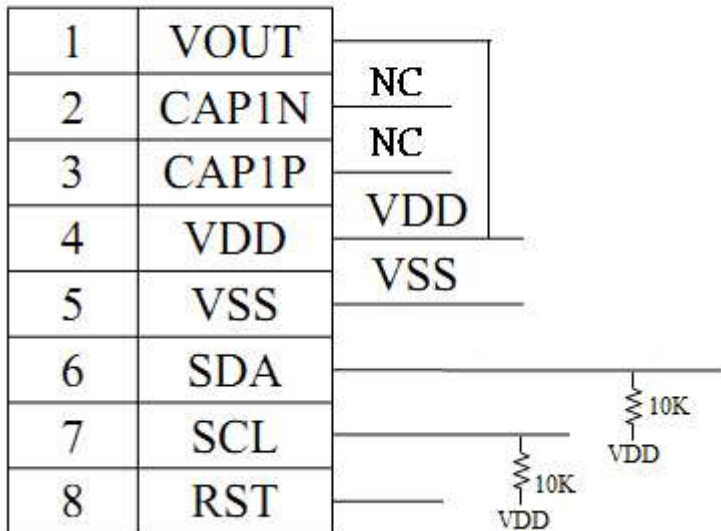 1 VOUT
NC
2 CAP1N
NC
3 CAP1P
VDD
4 VDD
VSS
5 VSS
6 SDA
10K
7 SCL
VDD
10K
8 RST
VDD